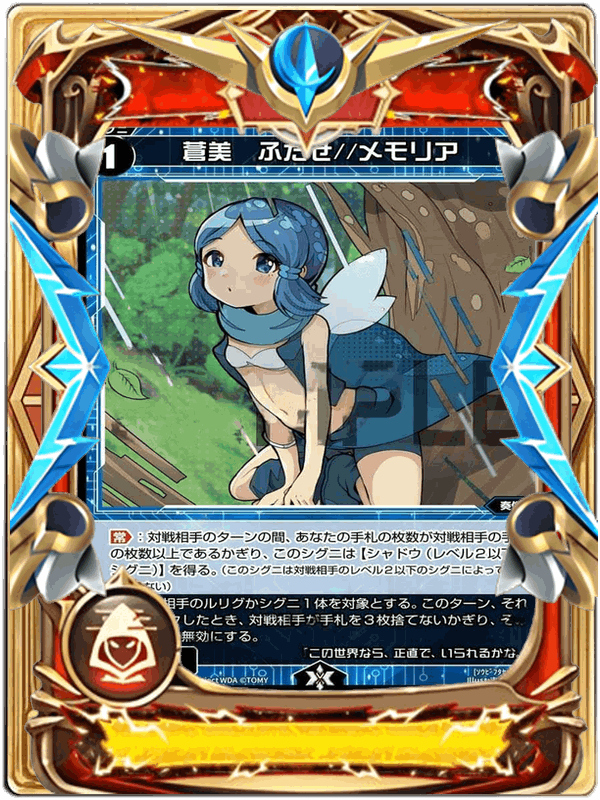 1
蒼美 ふたせ//メモリア
奏
常：対戦相手のターンの間、あなたの手札の枚数が対戦相手の手
の枚数以上であるかぎり、このシグニは【シャドウ（レベル２以下
シグニ）】を得る。（このシグニは対戦相手のレベル２以下のシグニによって
ない）
相手のルリグかシグニ１体を対象とする。このターン、それ
したとき、対戦相手が手札を３枚捨てないかぎり、そ
無効にする。
「この世界なら、正直で、いられるかな。
ject WDA ©TOMY